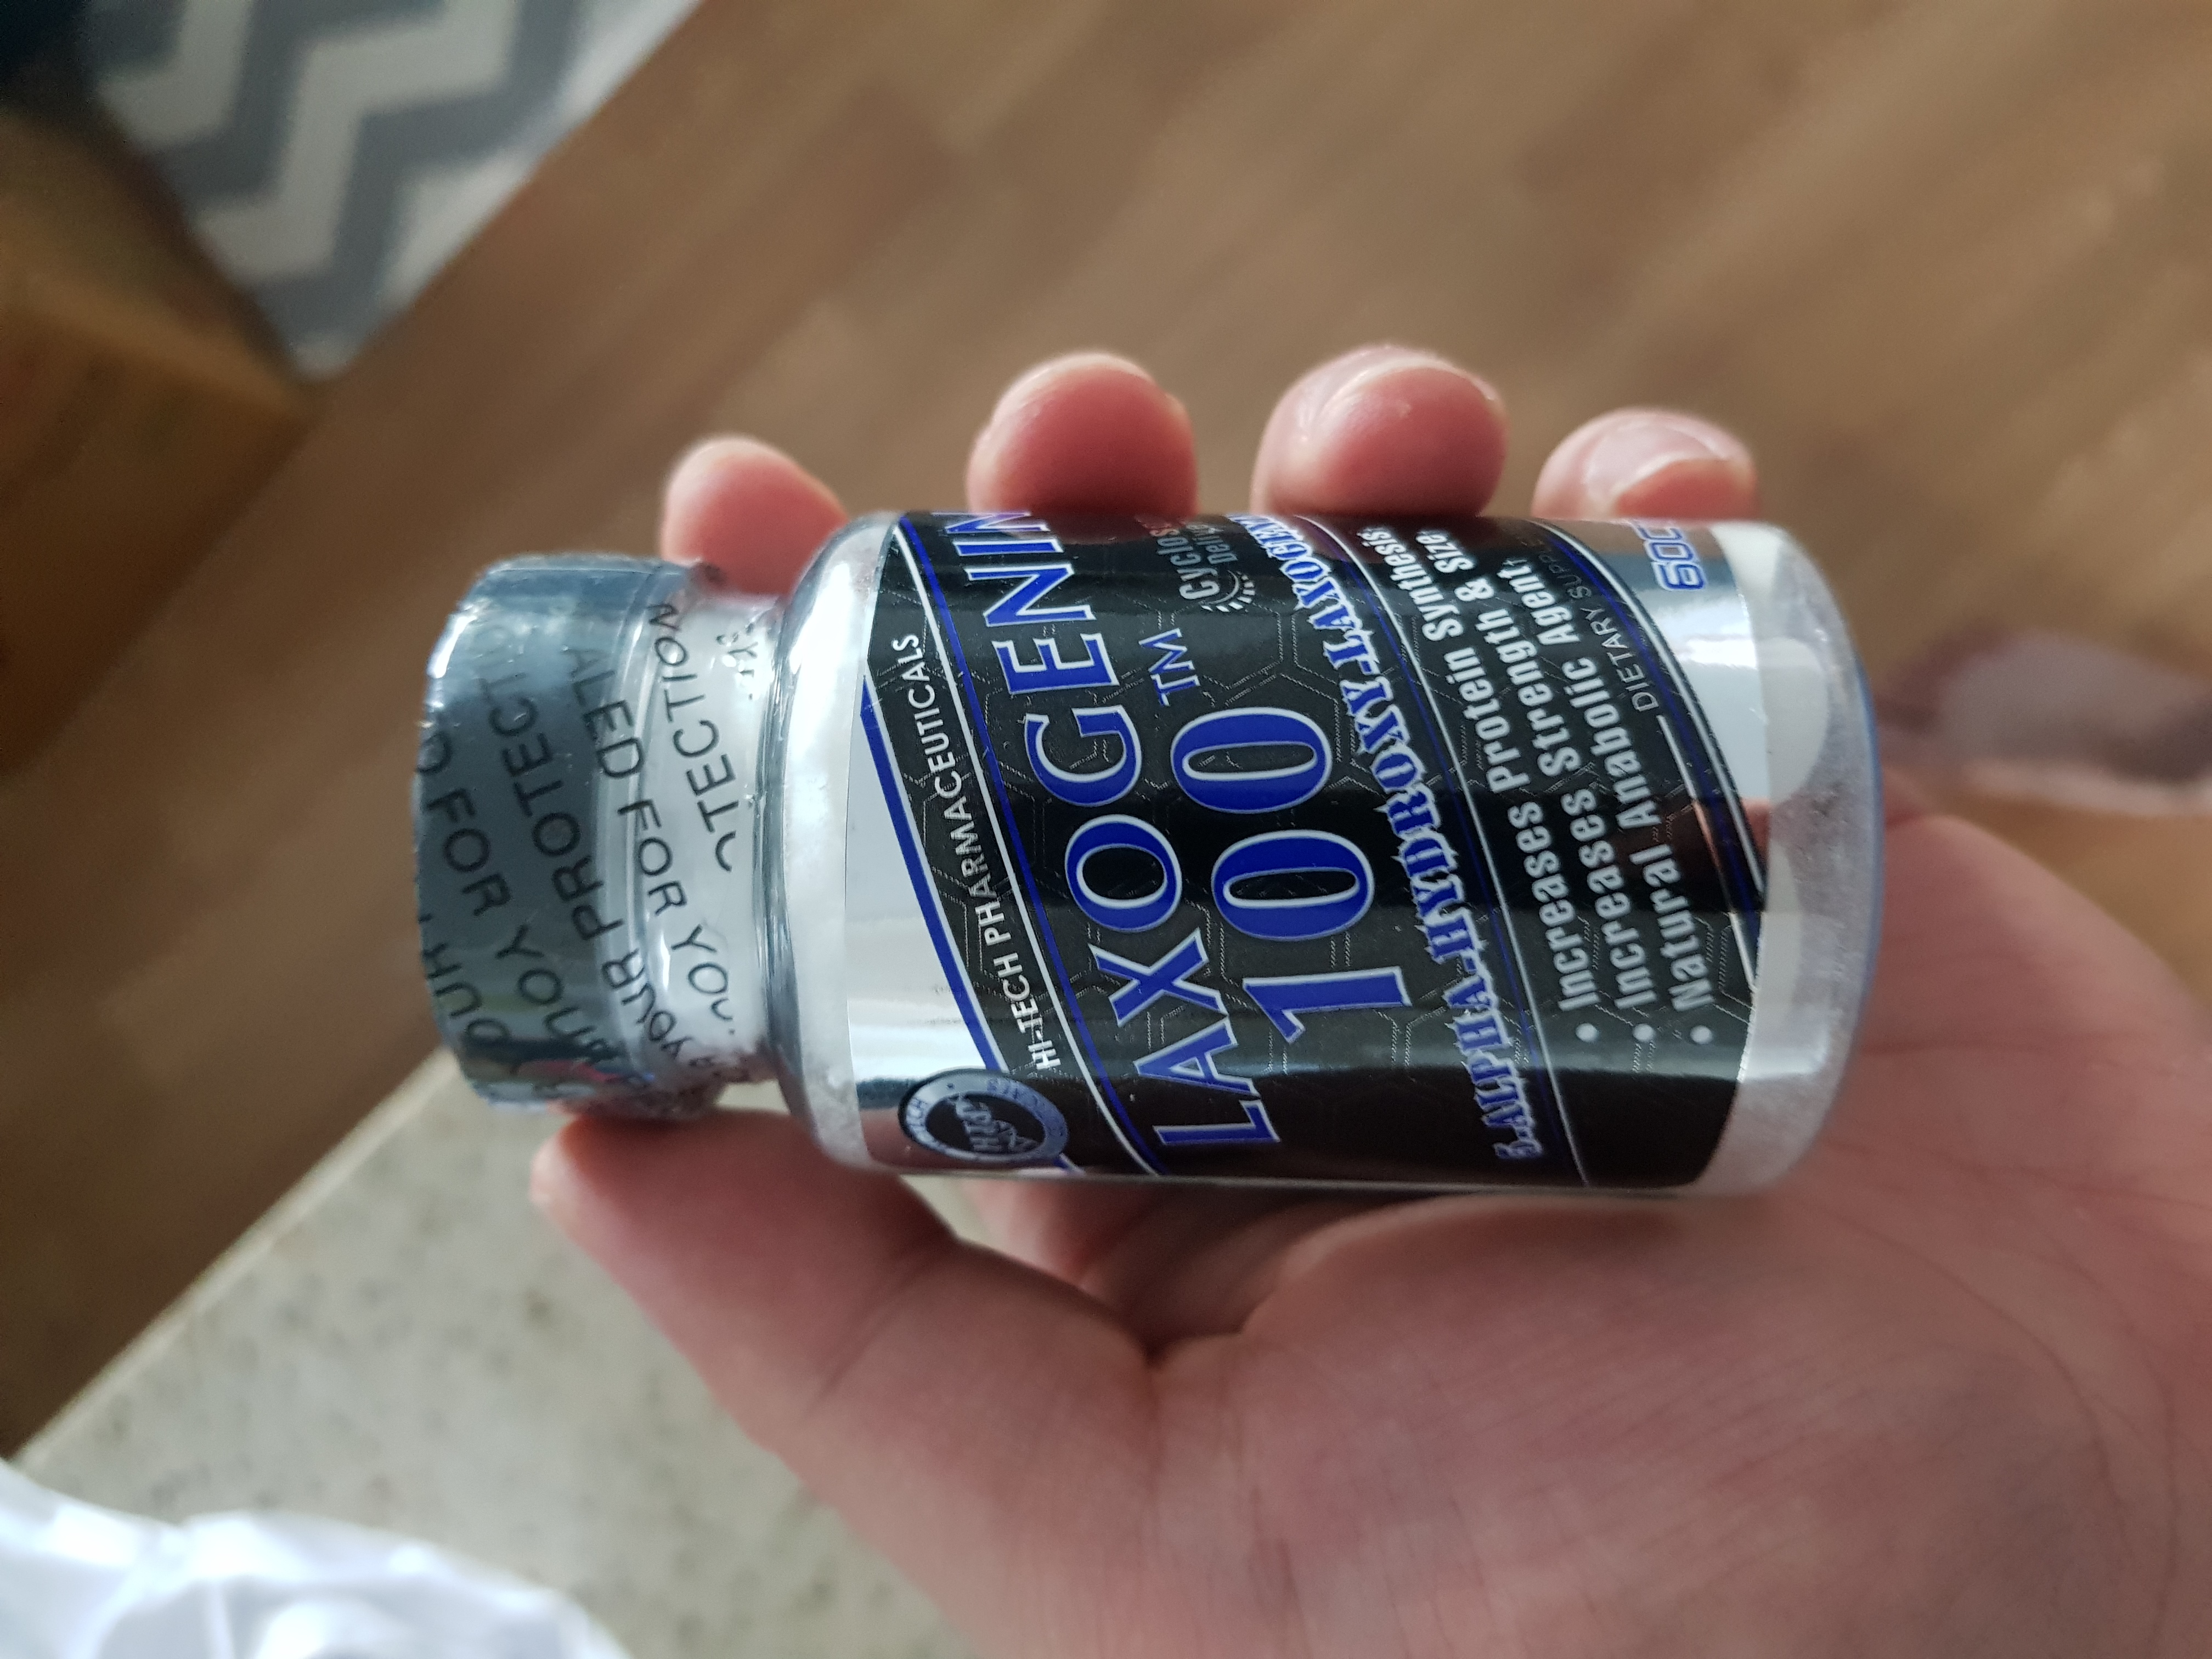 HI-TECH PHARMACEUTICALS
LAXOGENIN
100™
5-ALPHA-HYDROXY-LAXOGENIN
• Increases Protein Synthesis
• Increases Strength & Size
• Natural Anabolic Agent
DIETARY
FOR
YOUR PROTECTION
YOUR PROTECTION
FOR
YOUR